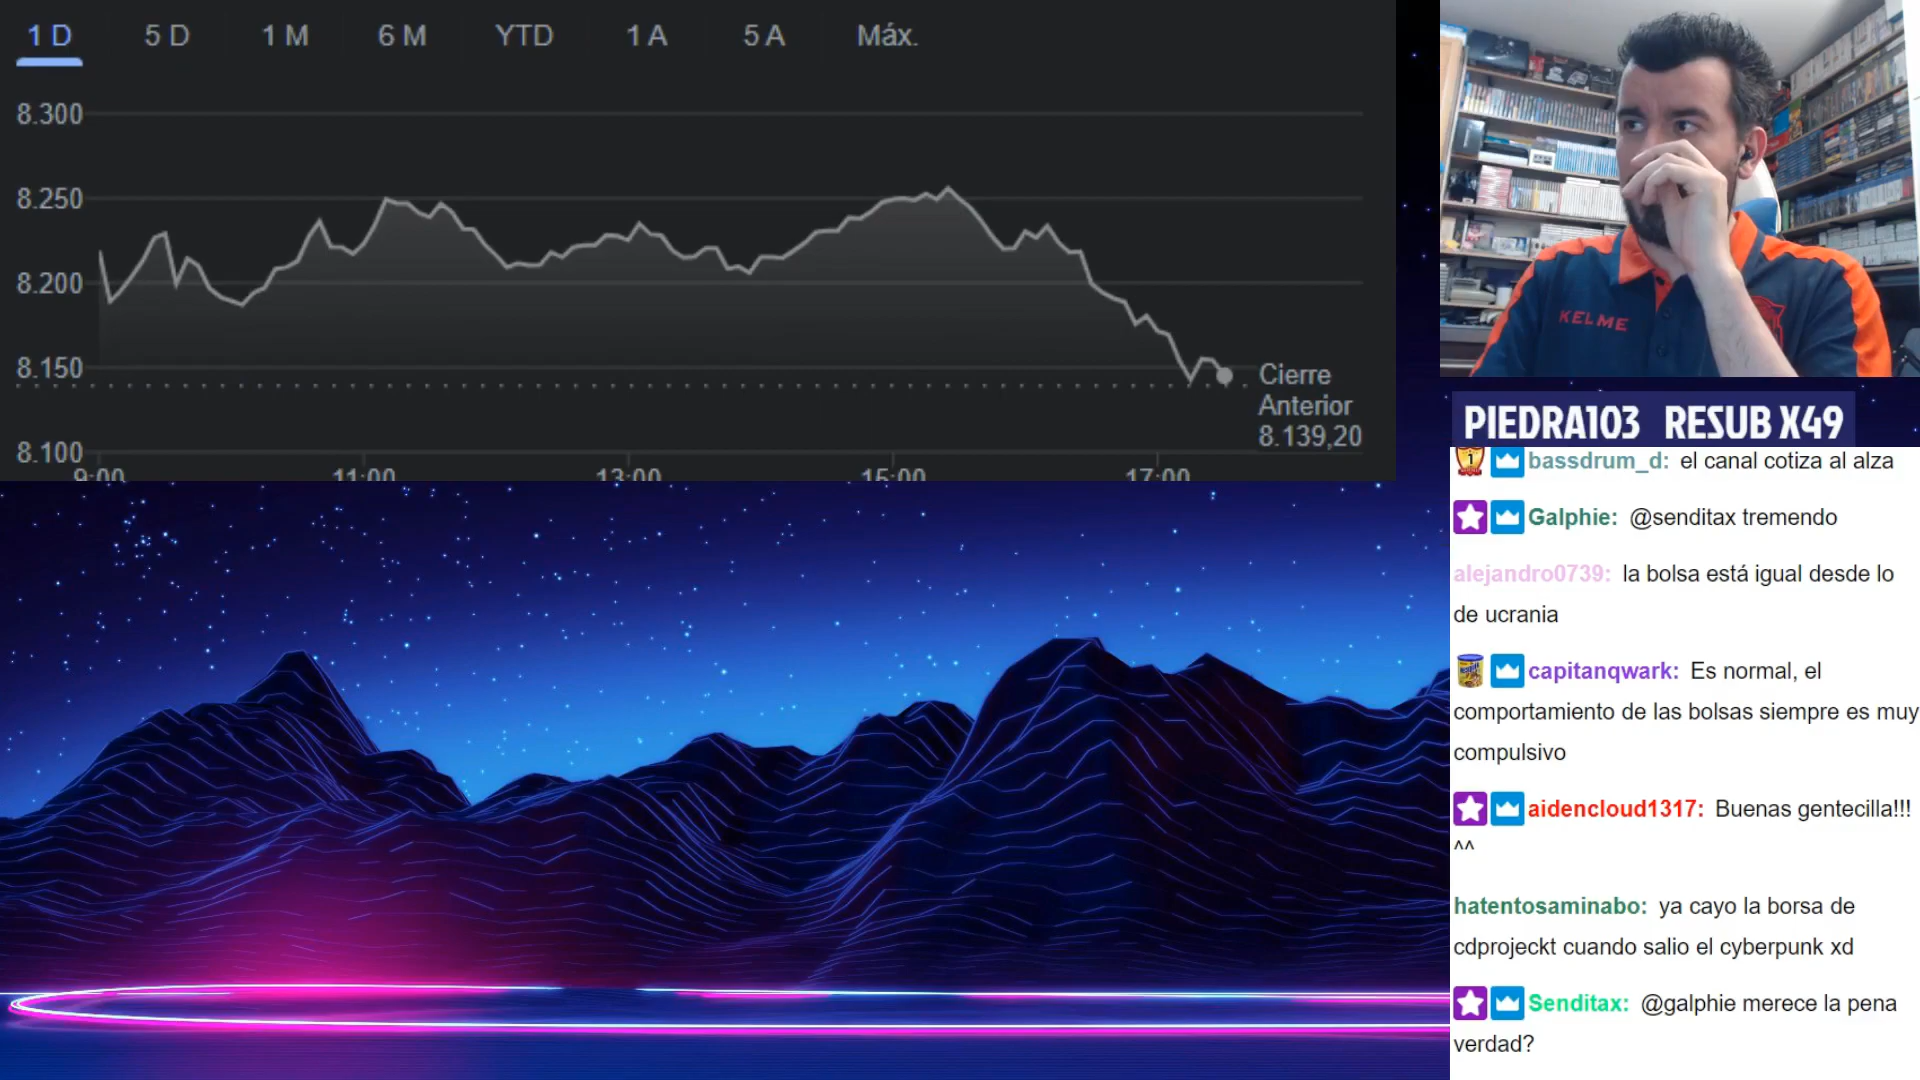 1 D 5 D 1 M 6 M YTD 1 A 5 A Máx.
8.300
8.250
8.200
8.150
8.100
Cierre
Anterior
8.139,20
9:00 11:00 13:00 15:00 17:00
KELME
PIEDRA103 RESUB X49
bassdrum_d: el canal cotiza al alza
Galphie: @senditax tremendo
alejandro0739: la bolsa está igual desde lo
de ucrania
capitanqwark: Es normal, el
comportamiento de las bolsas siempre es muy
compulsivo
aidencloud1317: Buenas gentecilla!!!
^^
hatentosaminabo: ya cayo la borsa de
cdprojeckt cuando salio el cyberpunk xd
Senditax: @galphie merece la pena
verdad?